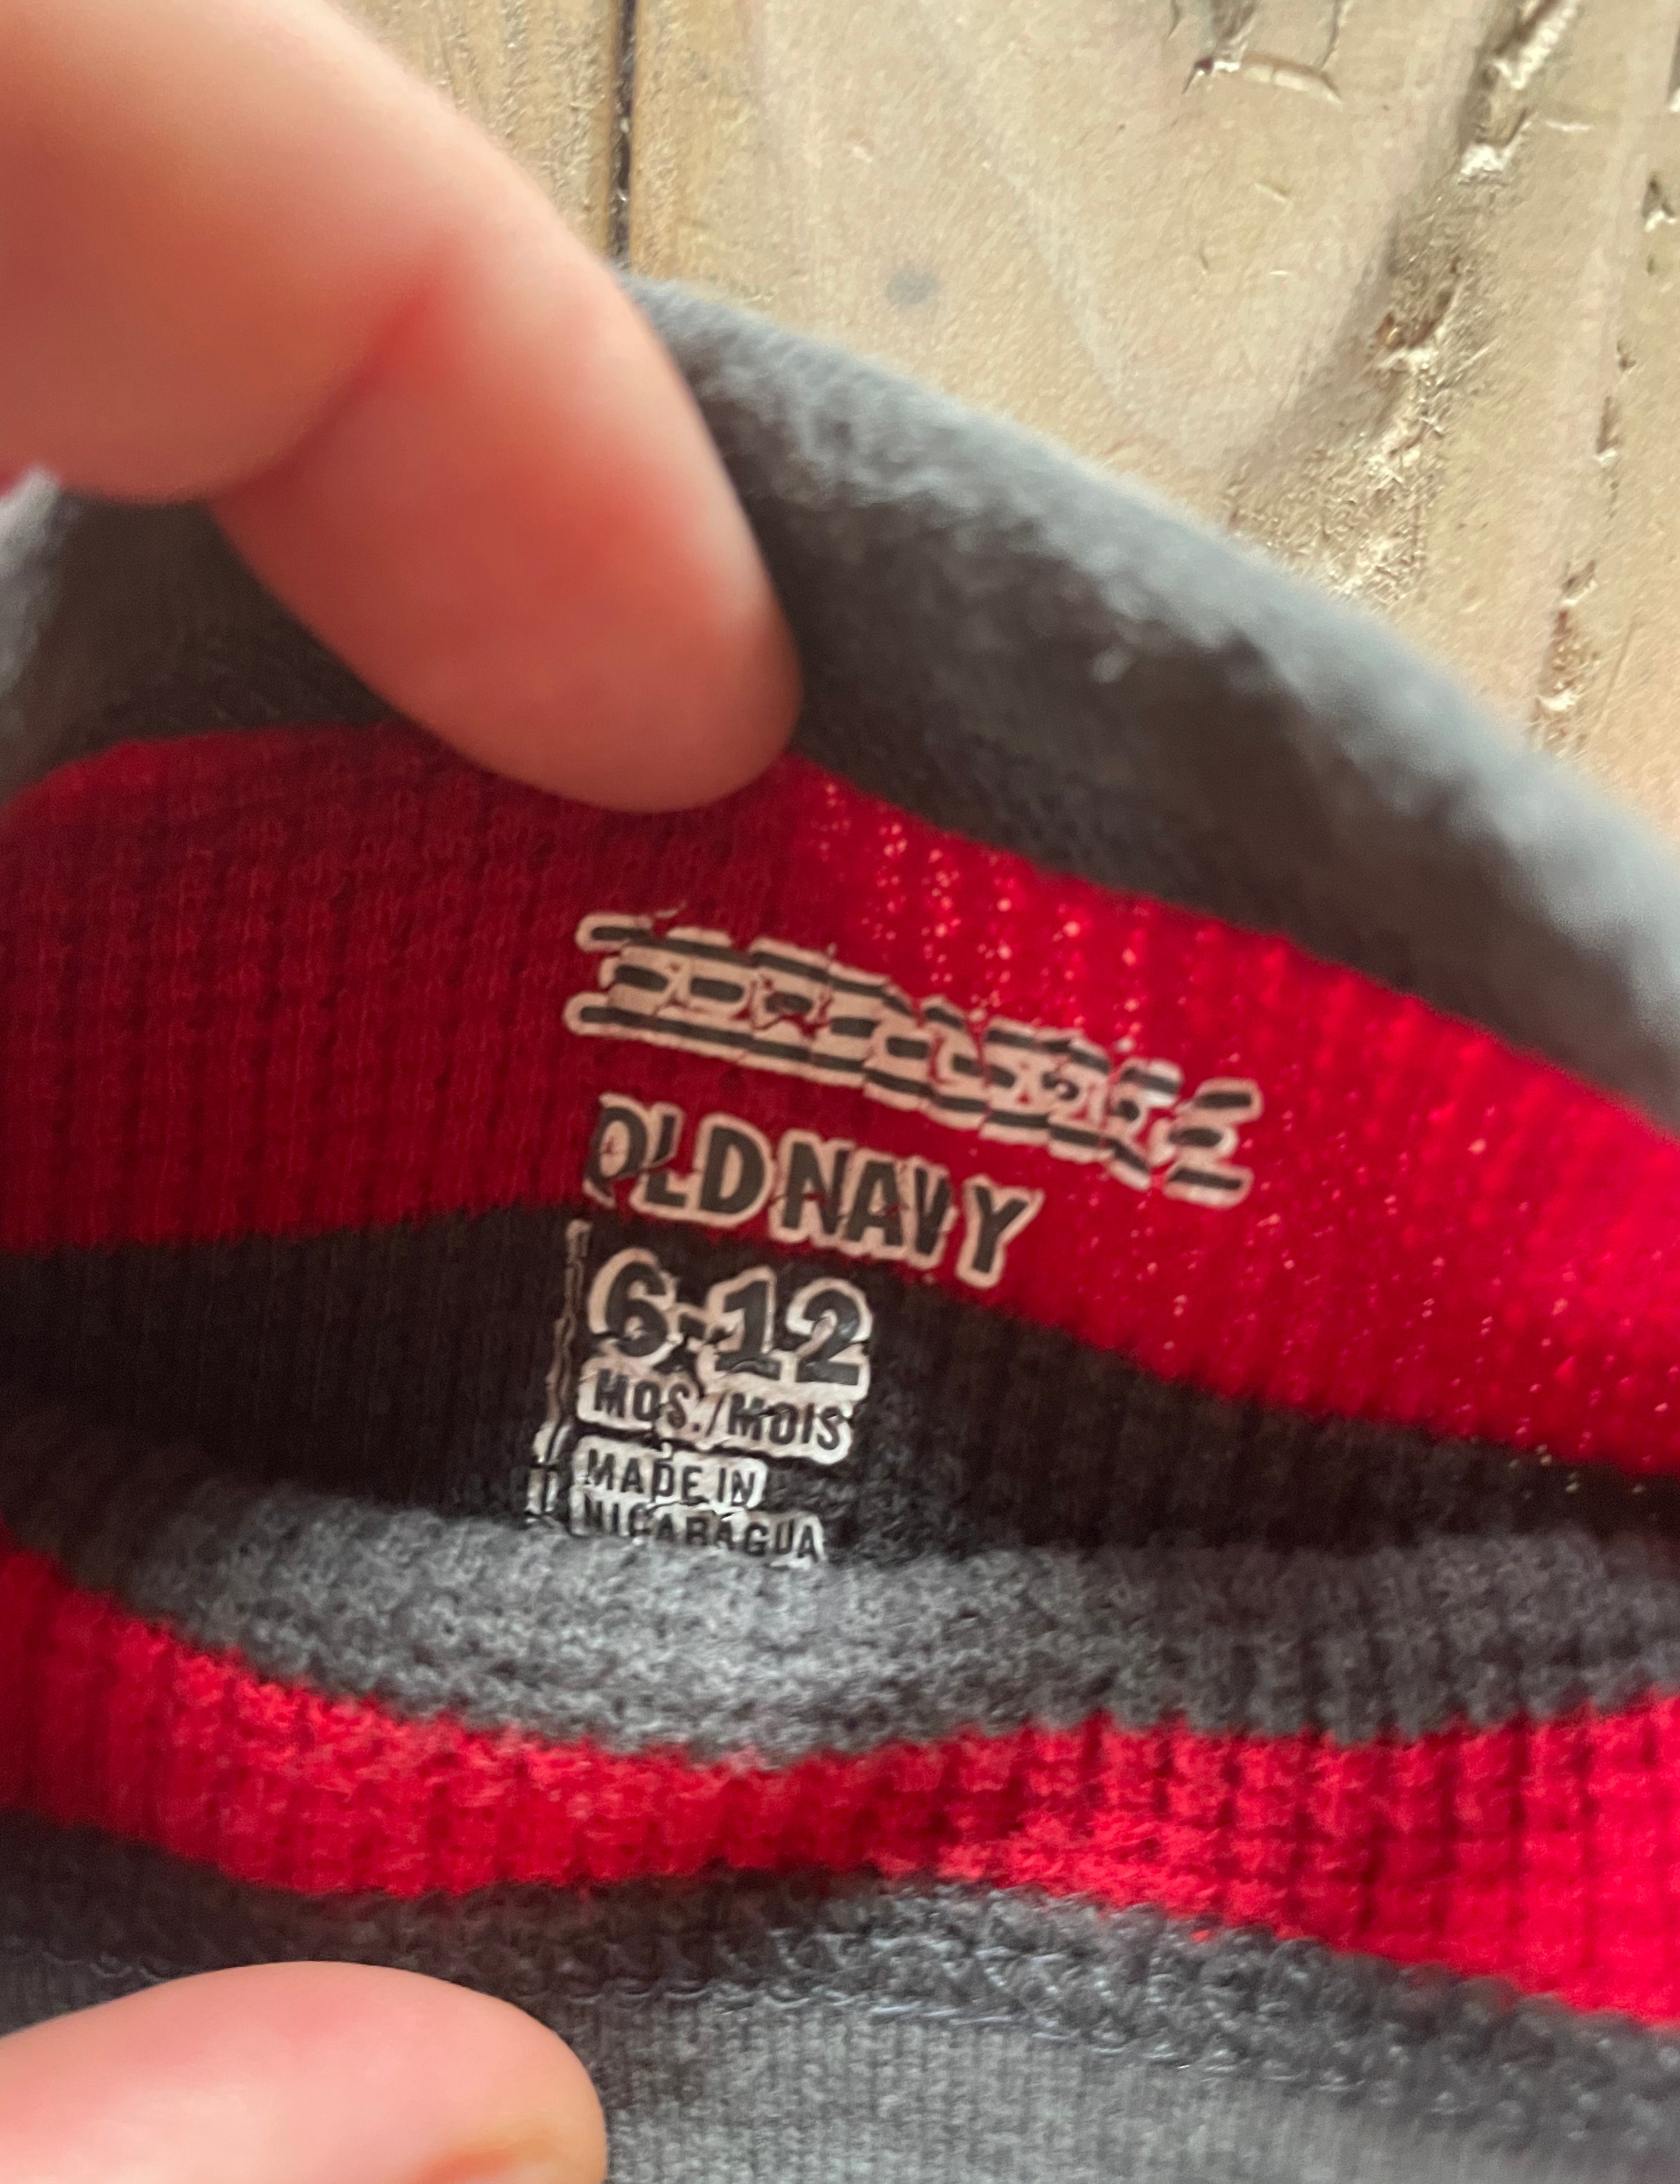 OLD NAVY
6-12
MOS./MOIS
MADE IN
NICARAGUA